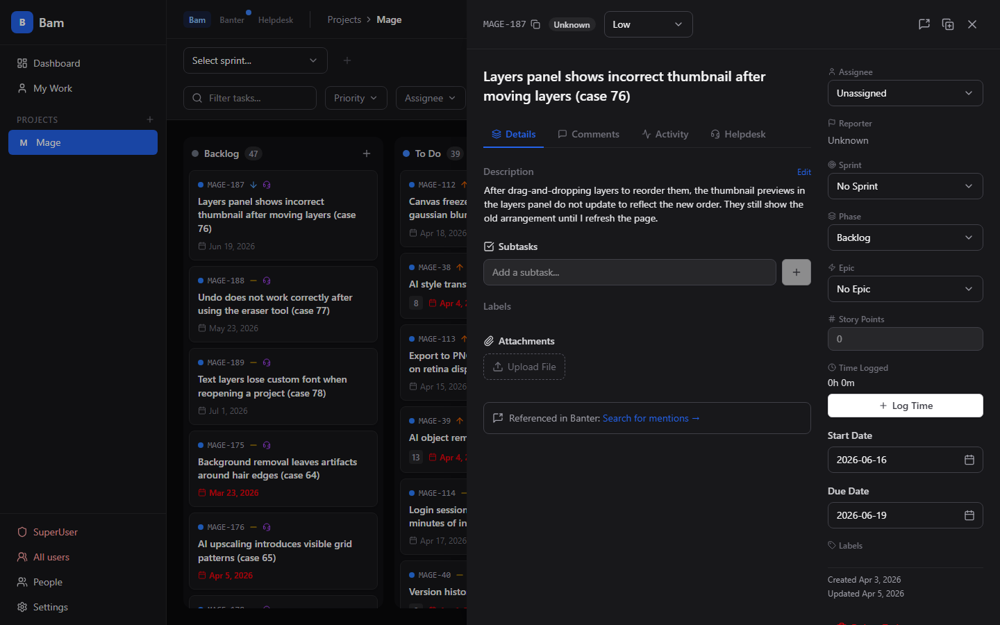 B Bam
Dashboard
My Work
PROJECTS
M Mage
SuperUser
All users
People
Settings
Bam Banter Helpdesk Projects Mage
Select sprint...
Filter tasks... Priority Assignee
Backlog 47
MAGE-187
Layers panel shows incorrect
thumbnail after moving layers (case
76)
Jun 19, 2026
MAGE-188
Undo does not work correctly after
using the eraser tool (case 77)
May 23, 2026
MAGE-189
Text layers lose custom font when
reopening a project (case 78)
Jul 1, 2026
MAGE-175
Background removal leaves artifacts
around hair edges (case 64)
Mar 23, 2026
MAGE-176
AI upscaling introduces visible grid
patterns (case 65)
Apr 5, 2026
To Do 39
MAGE-112
Canvas freeze
gaussian blur
Apr 18, 2026
MAGE-38
AI style trans
8 Apr 4, 2
MAGE-113
Export to PN
on retina disp
Apr 15, 2026
MAGE-39
AI object rem
13 Apr 4, 2
MAGE-114
Login session
minutes of in
Apr 17, 2026
MAGE-40
Version histo
MAGE-187 Unknown Low
Layers panel shows incorrect thumbnail after
moving layers (case 76)
Details Comments Activity Helpdesk
Description Edit
After drag-and-dropping layers to reorder them, the thumbnail previews in
the layers panel do not update to reflect the new order. They still show the
old arrangement until I refresh the page.
Subtasks
Add a subtask...
Labels
Attachments
Upload File
Referenced in Banter: Search for mentions →
Assignee
Unassigned
Reporter
Unknown
Sprint
No Sprint
Phase
Backlog
Epic
No Epic
Story Points
0
Time Logged
0h 0m
Log Time
Start Date
2026-06-16
Due Date
2026-06-19
Labels
Created Apr 3, 2026
Updated Apr 5, 2026